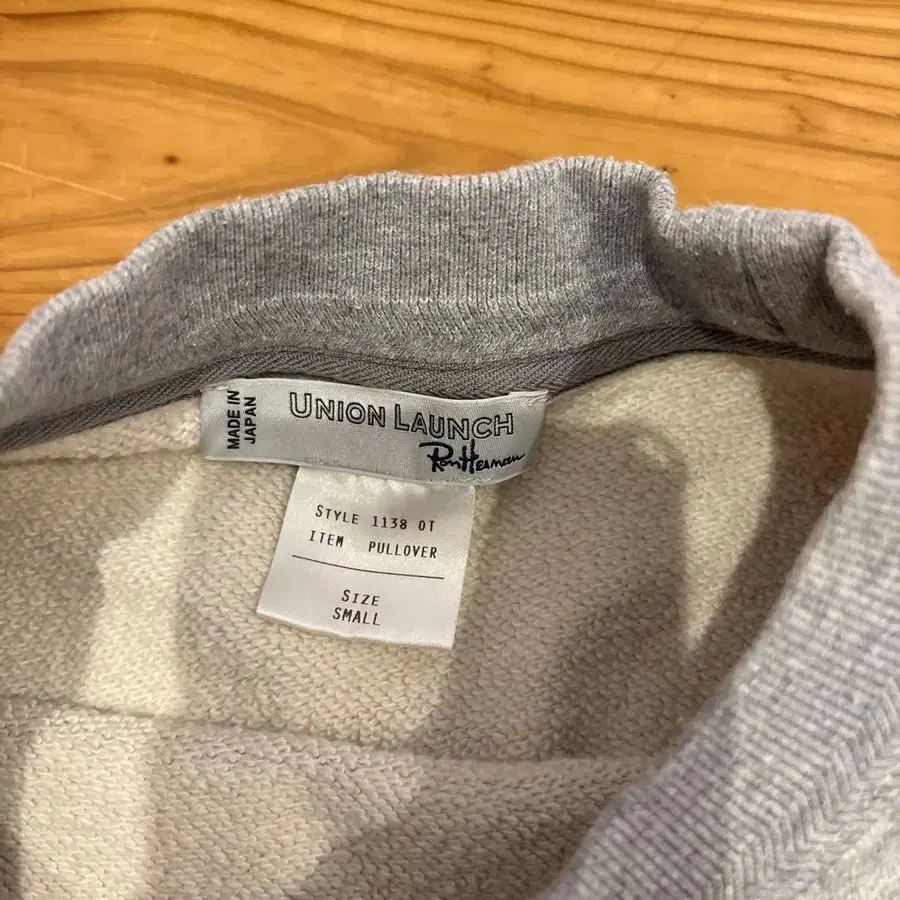 MADE IN
JAPAN
UNION LAUNCH
Ron Herman
STYLE 1138 OT
ITEM PULLOVER
SIZE
SMALL